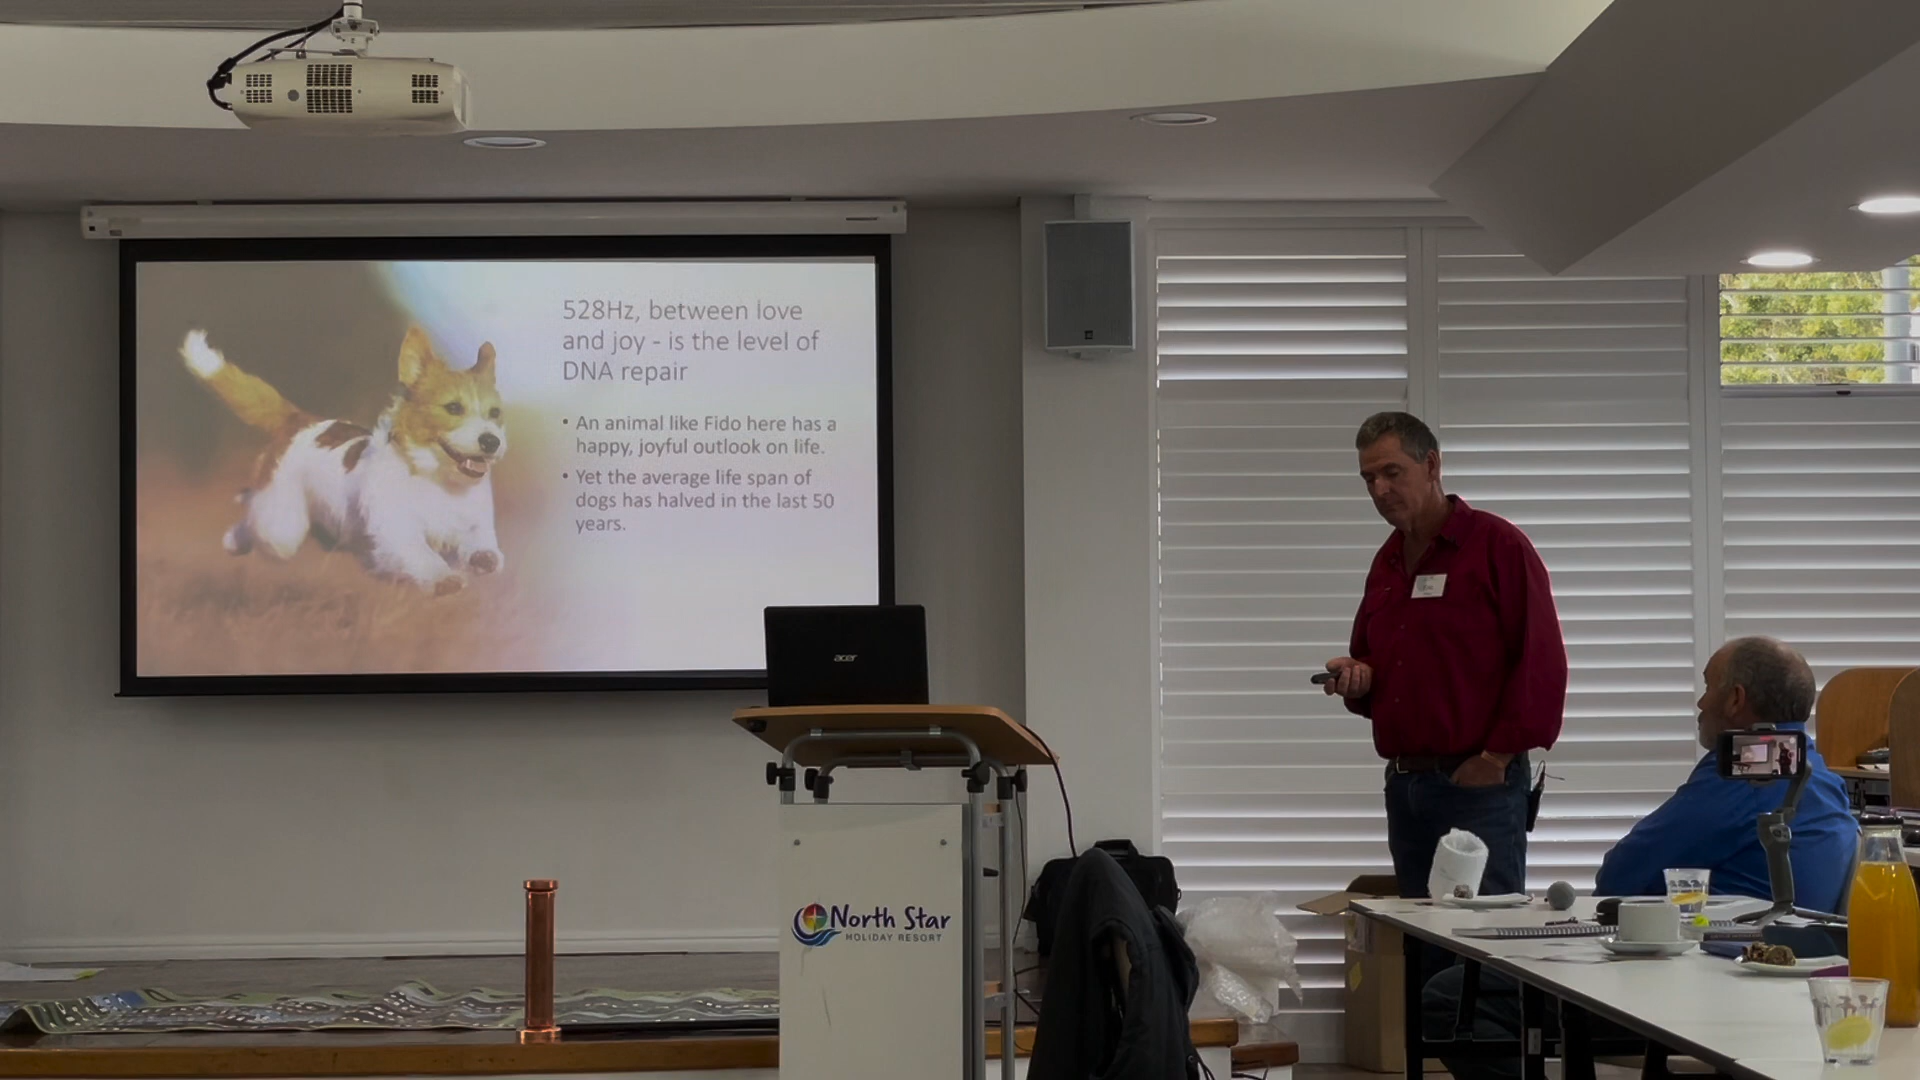 528Hz, between love
and joy - is the level of
DNA repair
• An animal like Fido here has a
happy, joyful outlook on life.
• Yet the average life span of
dogs has halved in the last 50
years.
acer
North Star
HOLIDAY RESORT